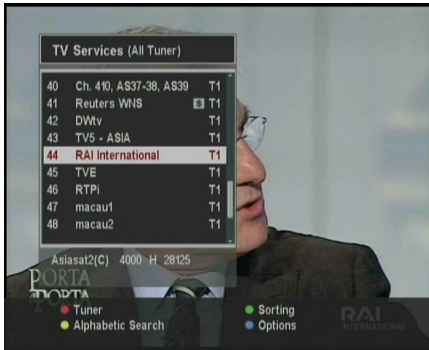 TV Services (All Tuner)
40 Ch. 410, AS37-38, AS39 T1
41 Reuters WNS $ T1
42 DWtv T1
43 TV5 - ASIA T1
44 RAI International T1
45 TVE T1
46 RTPi T1
47 macau1 T1
48 macau2 T1
Asiasat2(C) 4000 H 28125
PORTA
PORTA
Tuner
Sorting
Alphabetic Search
Options
RAI
INTERNATIONAL